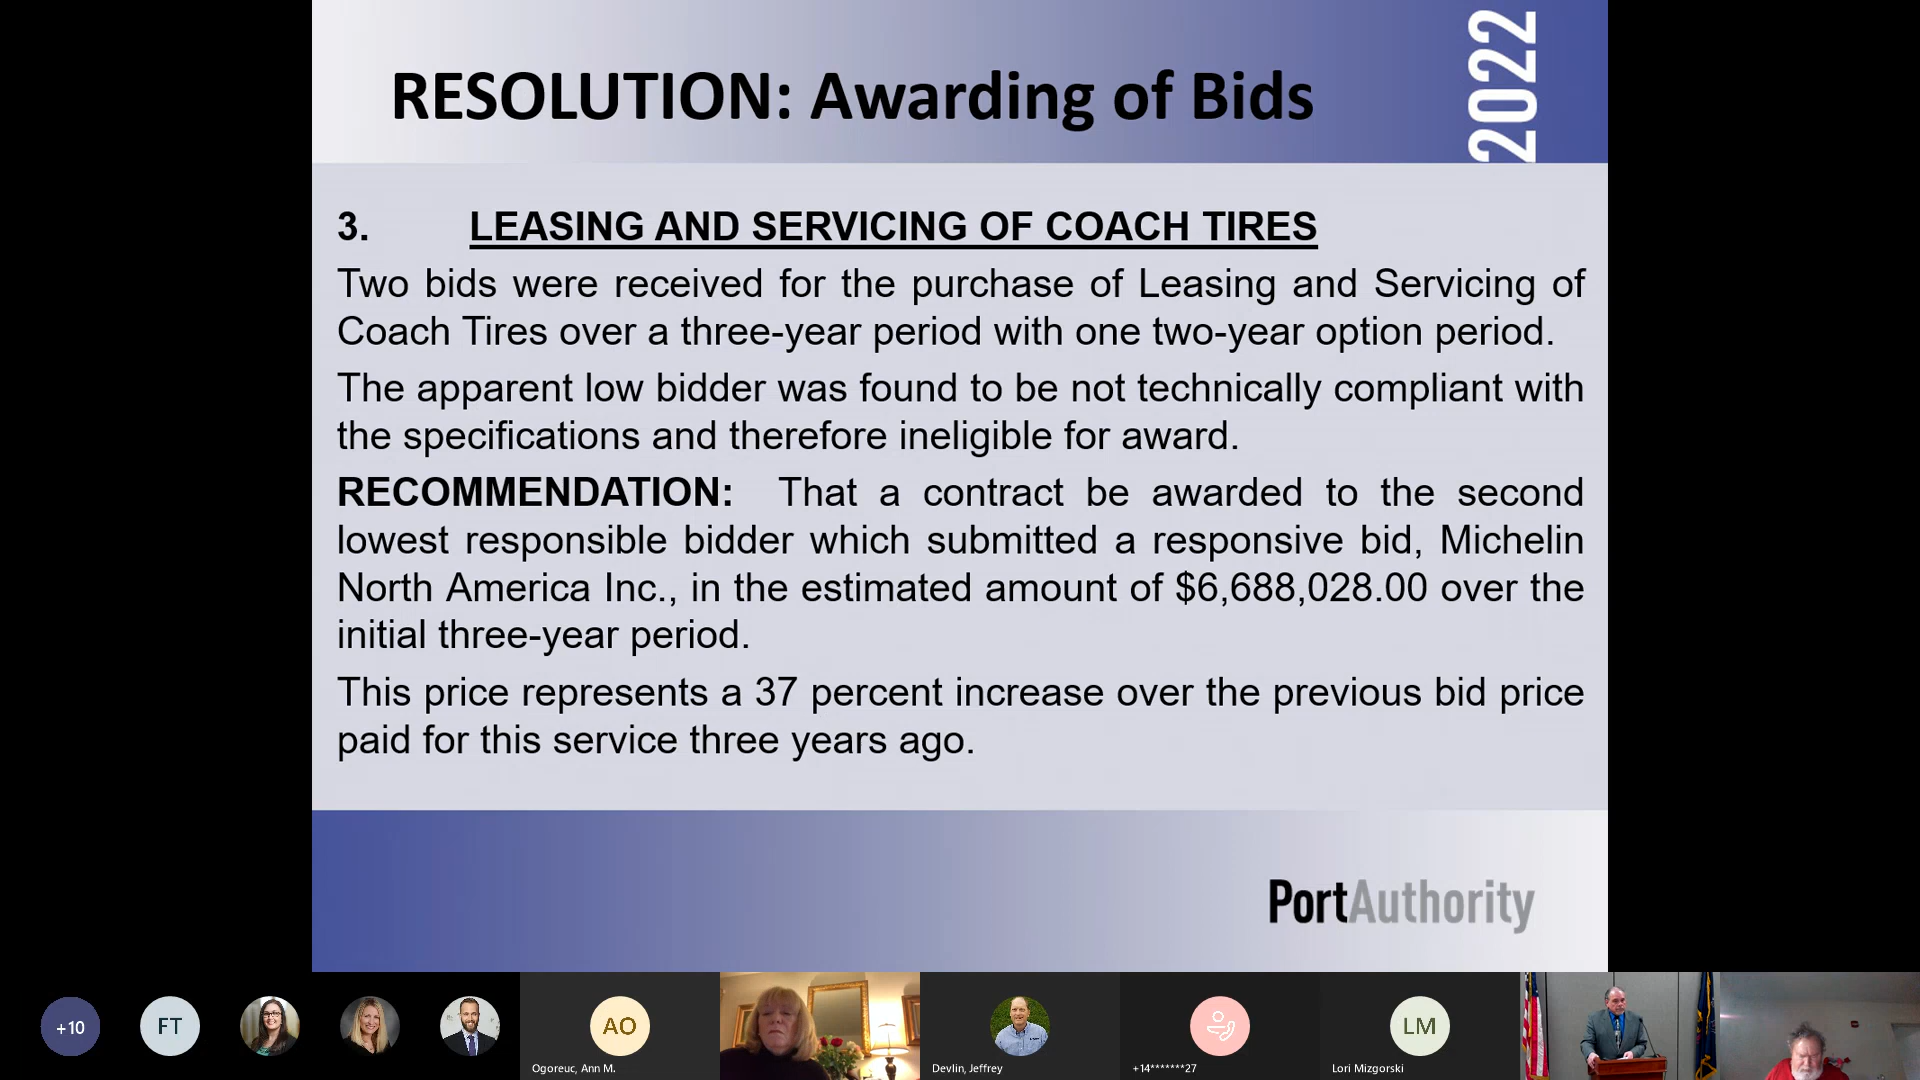 RESOLUTION: Awarding of Bids
2022
3. LEASING AND SERVICING OF COACH TIRES
Two bids were received for the purchase of Leasing and Servicing of
Coach Tires over a three-year period with one two-year option period.
The apparent low bidder was found to be not technically compliant with
the specifications and therefore ineligible for award.
RECOMMENDATION: That a contract be awarded to the second
lowest responsible bidder which submitted a responsive bid, Michelin
North America Inc., in the estimated amount of $6,688,028.00 over the
initial three-year period.
This price represents a 37 percent increase over the previous bid price
paid for this service three years ago.
PortAuthority
+10
FT
AO
LM
Ogoreuc, Ann M.
Devlin, Jeffrey
+14*******27
Lori Mizgorski